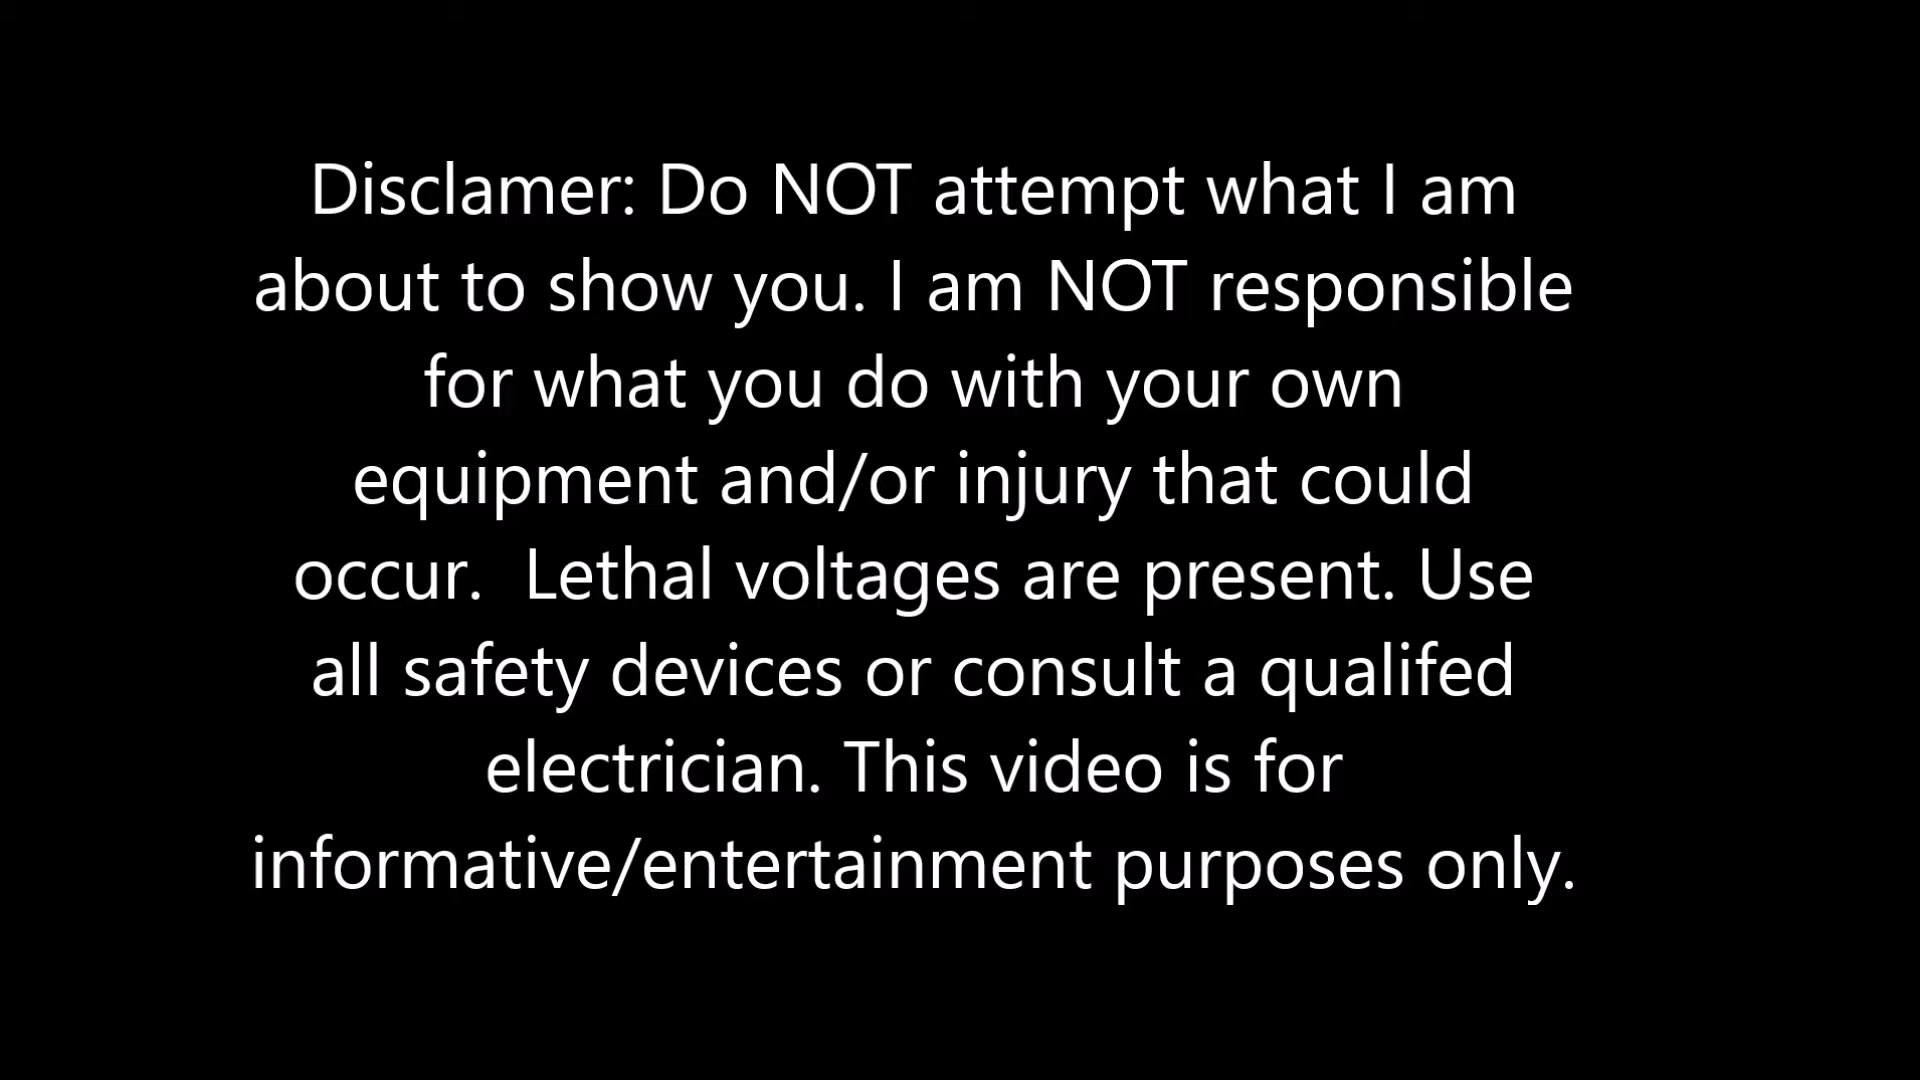 Disclamer: Do NOT attempt what I am
about to show you. I am NOT responsible
for what you do with your own
equipment and/or injury that could
occur.  Lethal voltages are present. Use
all safety devices or consult a qualifed
electrician. This video is for
informative/entertainment purposes only.